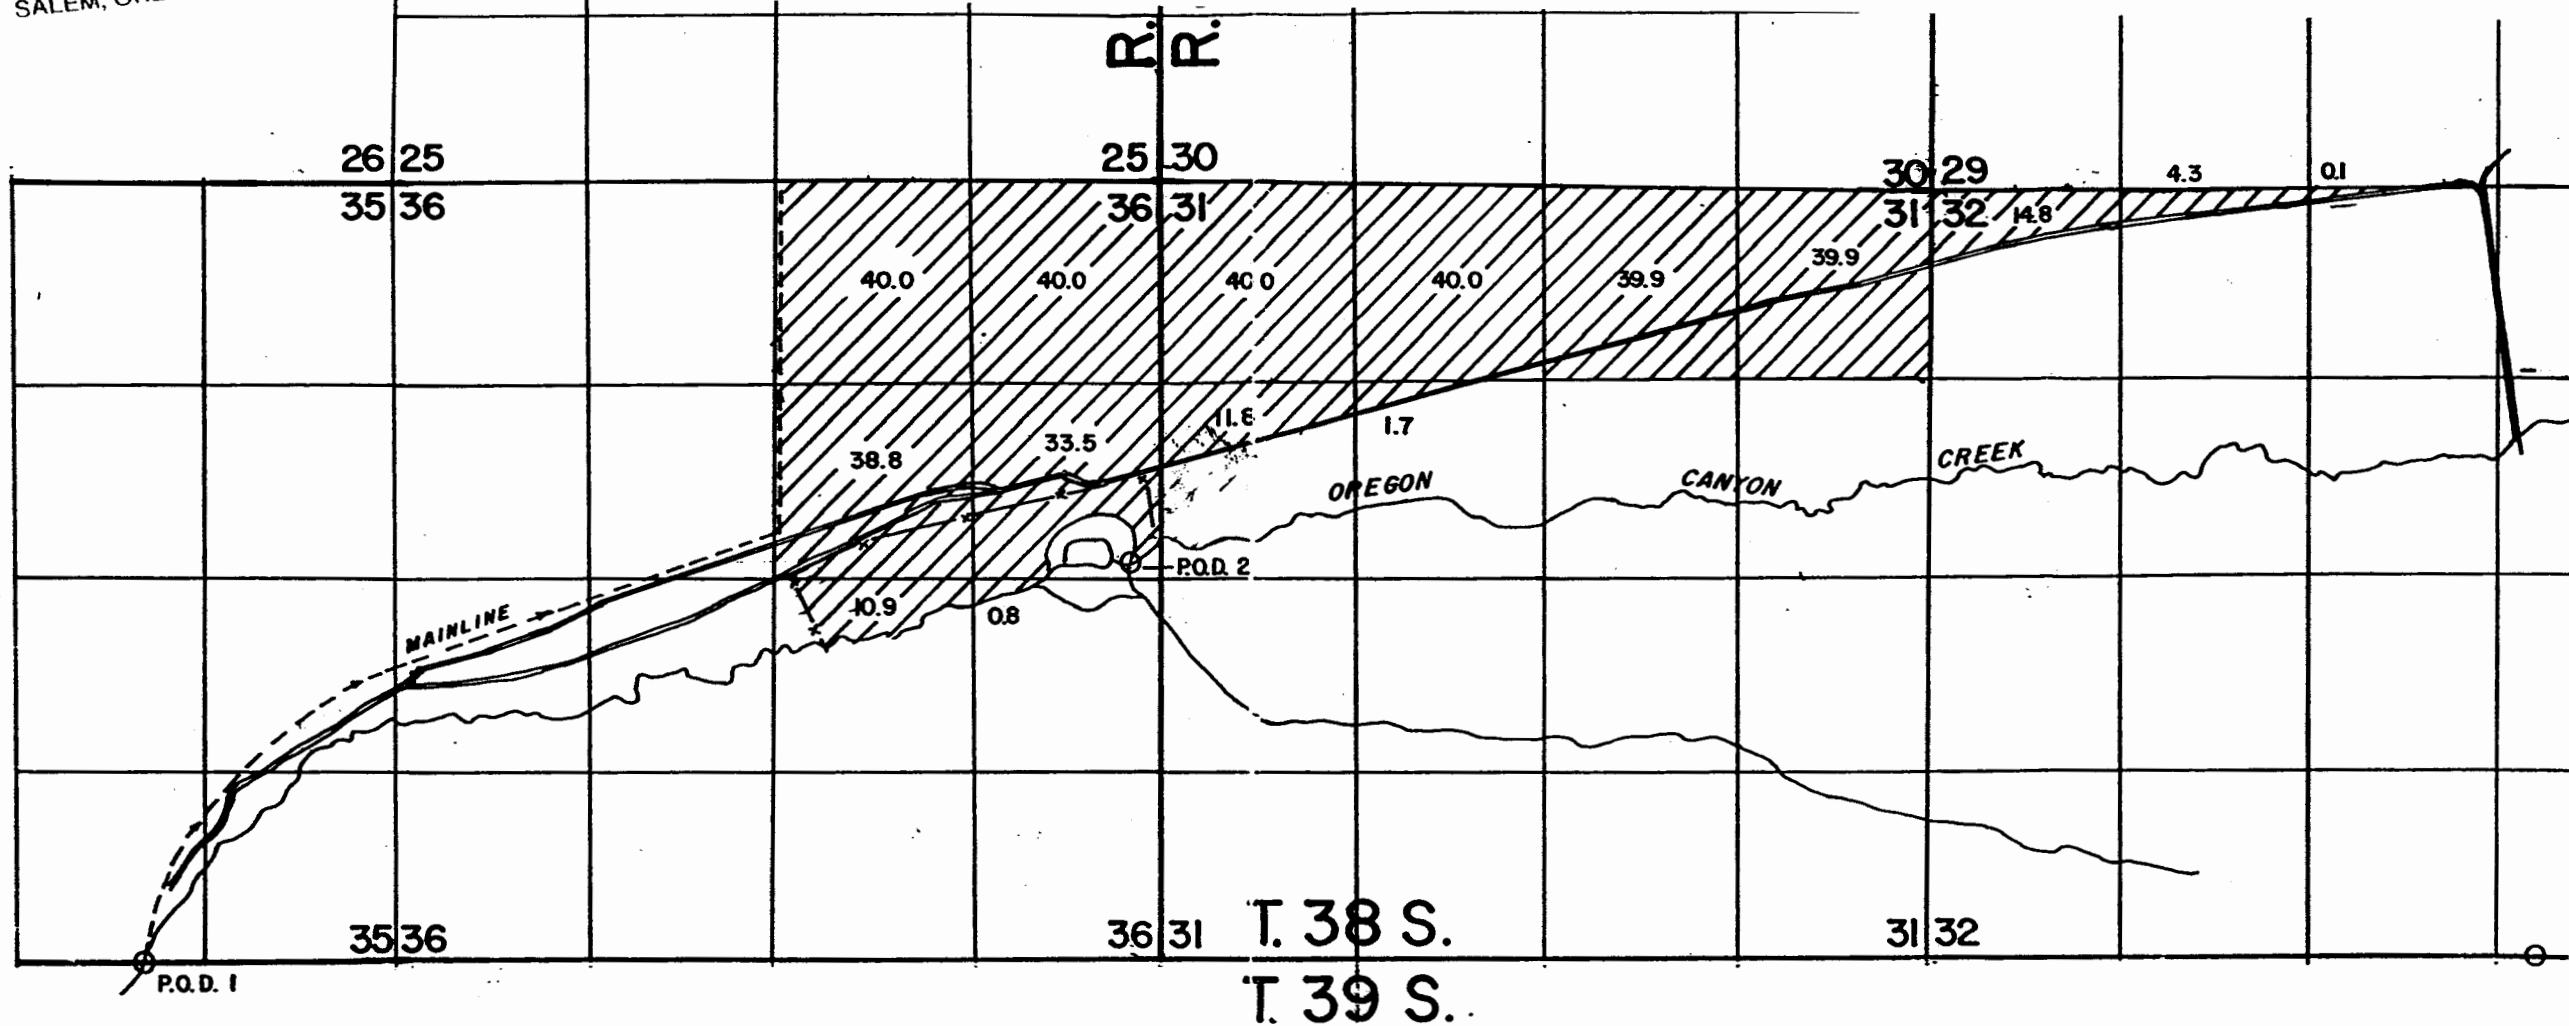 SALEM,
R. R.
26 25 25 30 30 29 4.3 0.1
35 36 36 31 31 32 14.8
40.0 40.0 40 0 40.0 39.9 39.9
38.8 33.5 11.8 1.7
OREGON CANYON CREEK
P.O.D. 2
MAINLINE 10.9 0.8
35 36 36 31 T. 38 S. 31 32
P.O.D. 1 T. 39 S.